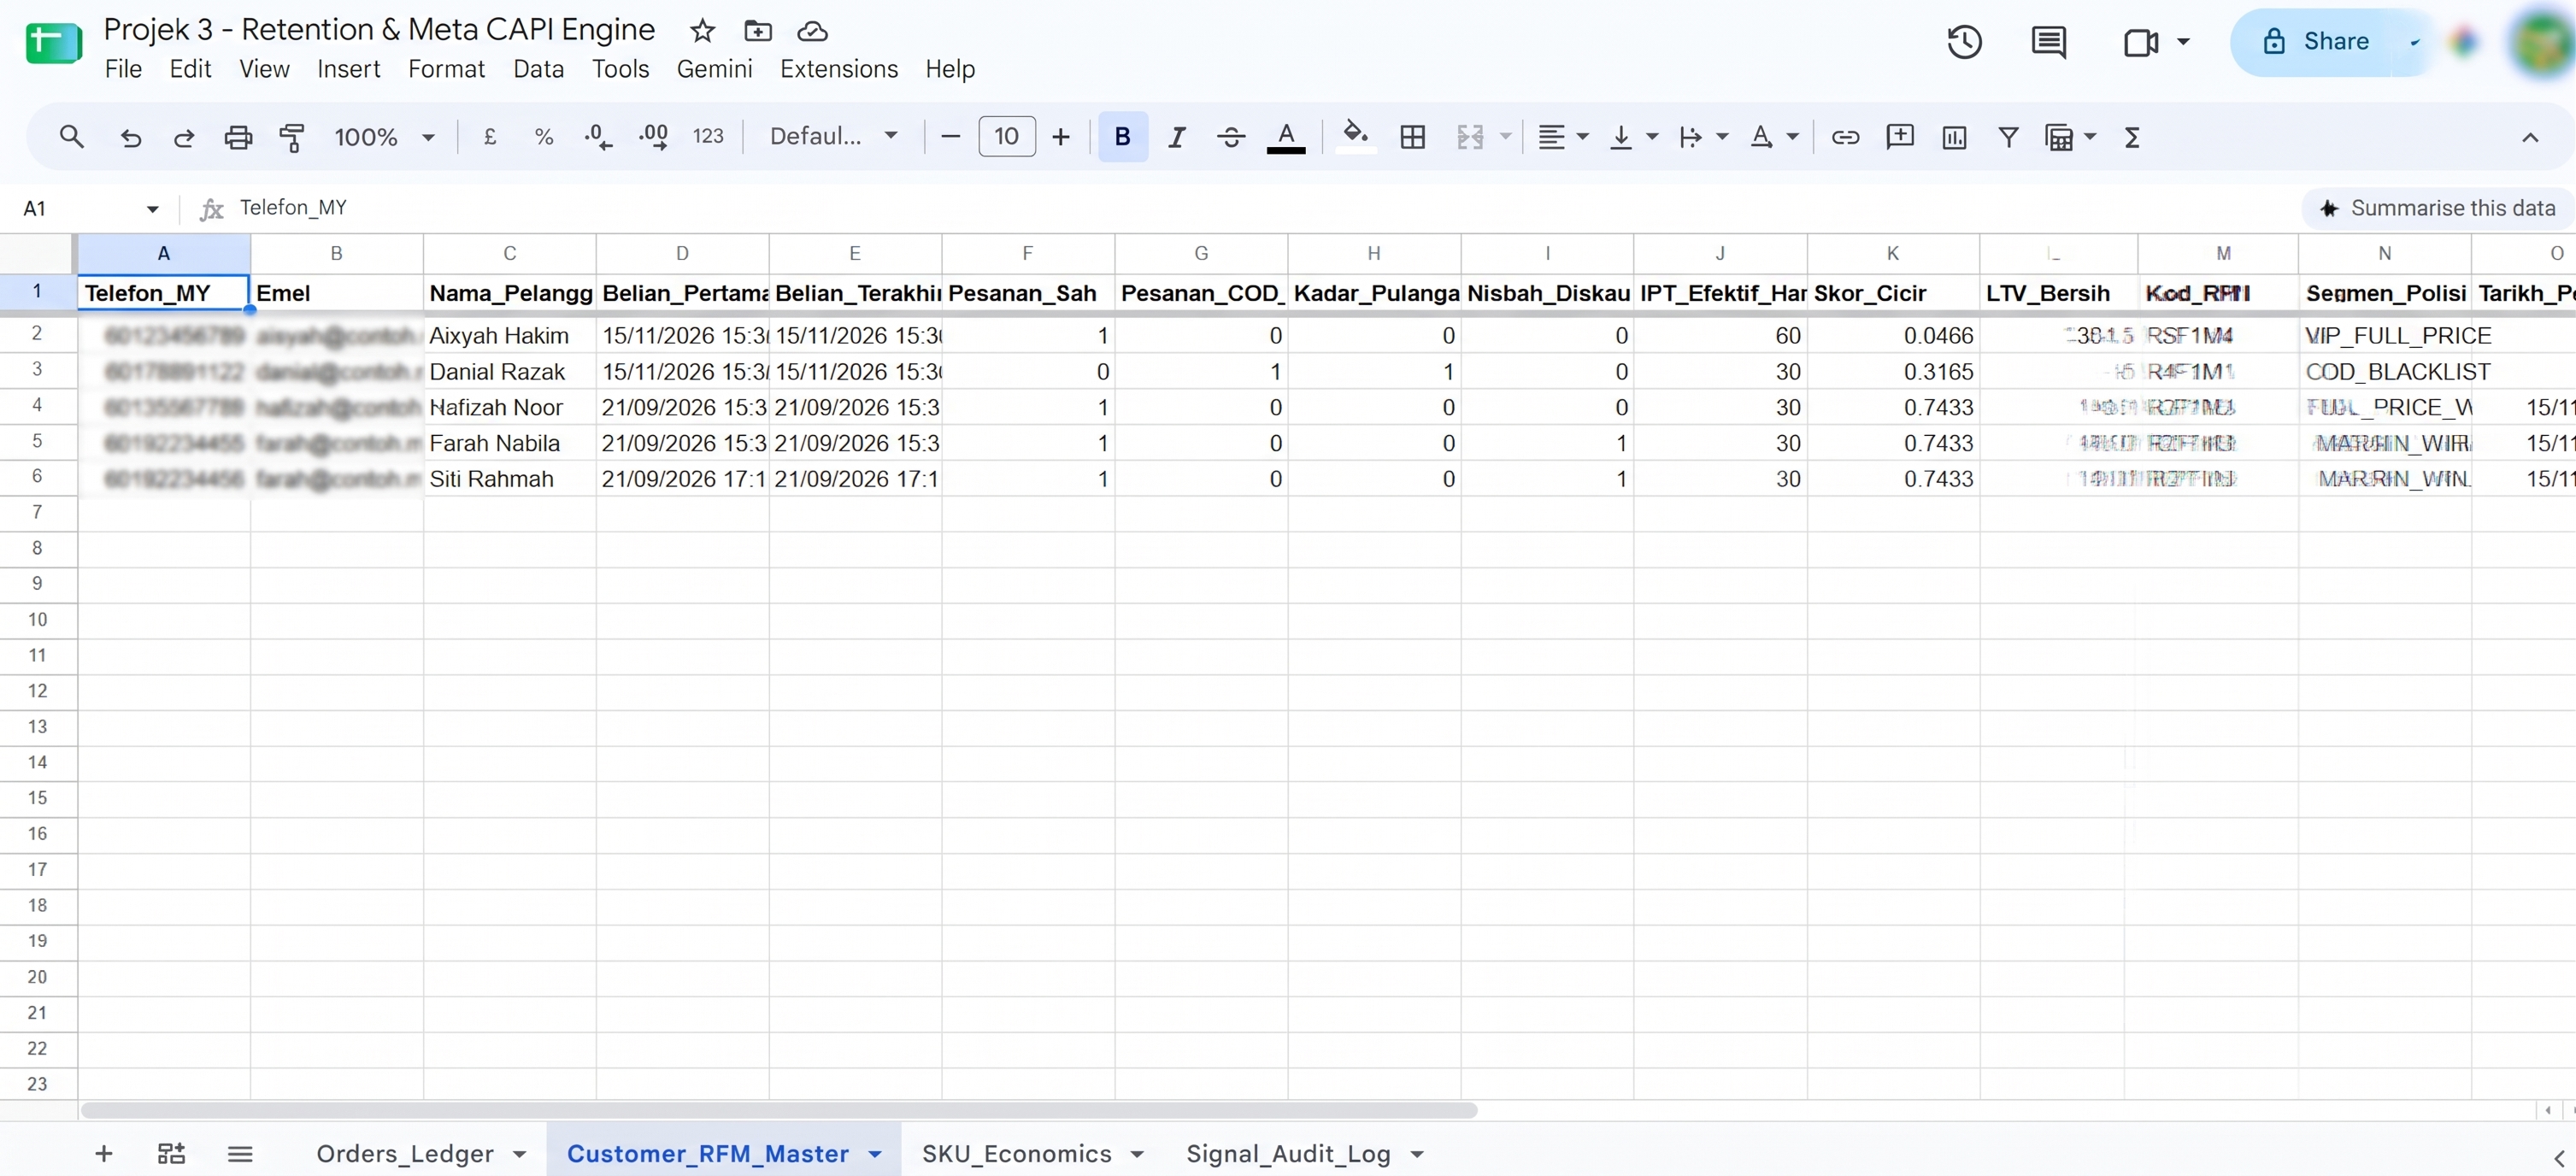 Projek 3 - Retention & Meta CAPI Engine
File Edit View Insert Format Data Tools Gemini Extensions Help
Share
100% £ % .0 .00 123 Defaul... 10 B I A A Σ
A1 fx Telefon_MY Summarise this data
A B C D E F G H I J K L M N O
1 Telefon_MY Emel Nama_Pelangg Belian_Pertama Belian_Terakhir Pesanan_Sah Pesanan_COD_ Kadar_Pulanga Nisbah_Diskau IPT_Efektif_Har Skor_Cicir LTV_Bersih Segmen_Polisi Tarikh_Pe
2 Aixyah Hakim 15/11/2026 15:30 15/11/2026 15:30 1 0 0 0 60 0.0466 VIP_FULL_PRICE
3 Danial Razak 15/11/2026 15:30 15/11/2026 15:30 0 1 1 0 30 0.3165 COD_BLACKLIST
4 Hafizah Noor 21/09/2026 15:3 21/09/2026 15:3 1 0 0 0 30 0.7433 15/11
5 Farah Nabila 21/09/2026 15:3 21/09/2026 15:3 1 0 0 1 30 0.7433 15/11
6 Siti Rahmah 21/09/2026 17:1 21/09/2026 17:1 1 0 0 1 30 0.7433 15/11
7
8
9
10
11
12
13
14
15
16
17
18
19
20
21
22
23
Orders_Ledger Customer_RFM_Master SKU_Economics Signal_Audit_Log